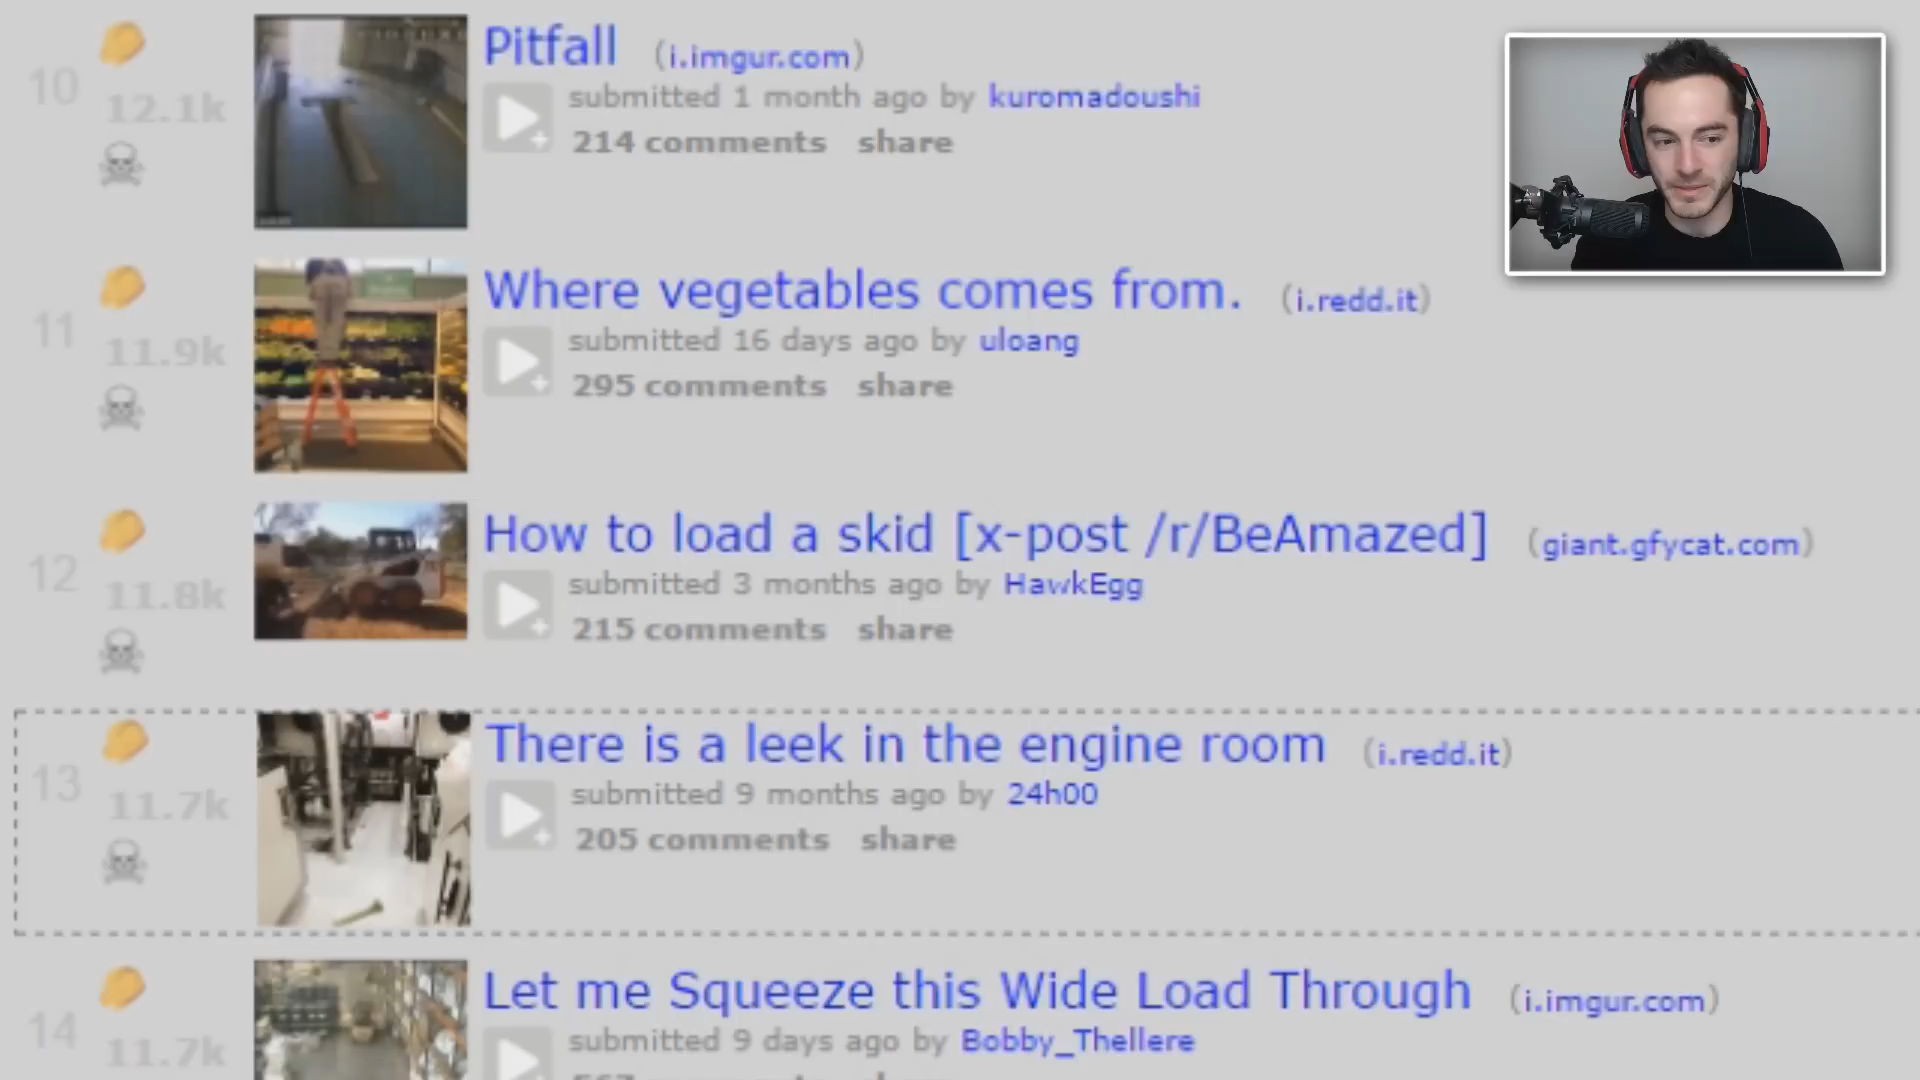 10
12.1k
Pitfall (i.imgur.com)
submitted 1 month ago by kuromadoushi
214 comments share
11
11.9k
Where vegetables comes from. (i.redd.it)
submitted 16 days ago by uloang
295 comments share
12
11.8k
How to load a skid [x-post /r/BeAmazed] (giant.gfycat.com)
submitted 3 months ago by HawkEgg
215 comments share
13
11.7k
There is a leek in the engine room (i.redd.it)
submitted 9 months ago by 24h00
205 comments share
14
11.7k
Let me Squeeze this Wide Load Through (i.imgur.com)
submitted 9 days ago by Bobby_Thellere